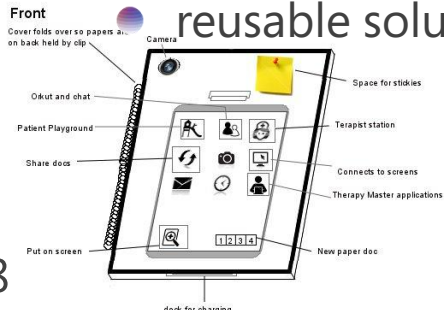 Front
reusable solu
Cover folds over so papers are
on back held by clip
Camera
Space for stickies
Orkut and chat
Patient Playground
Terapist station
Share docs
Connects to screens
Therapy Master applications
Put on screen
1 2 3 4
New paper doc
dock for charging